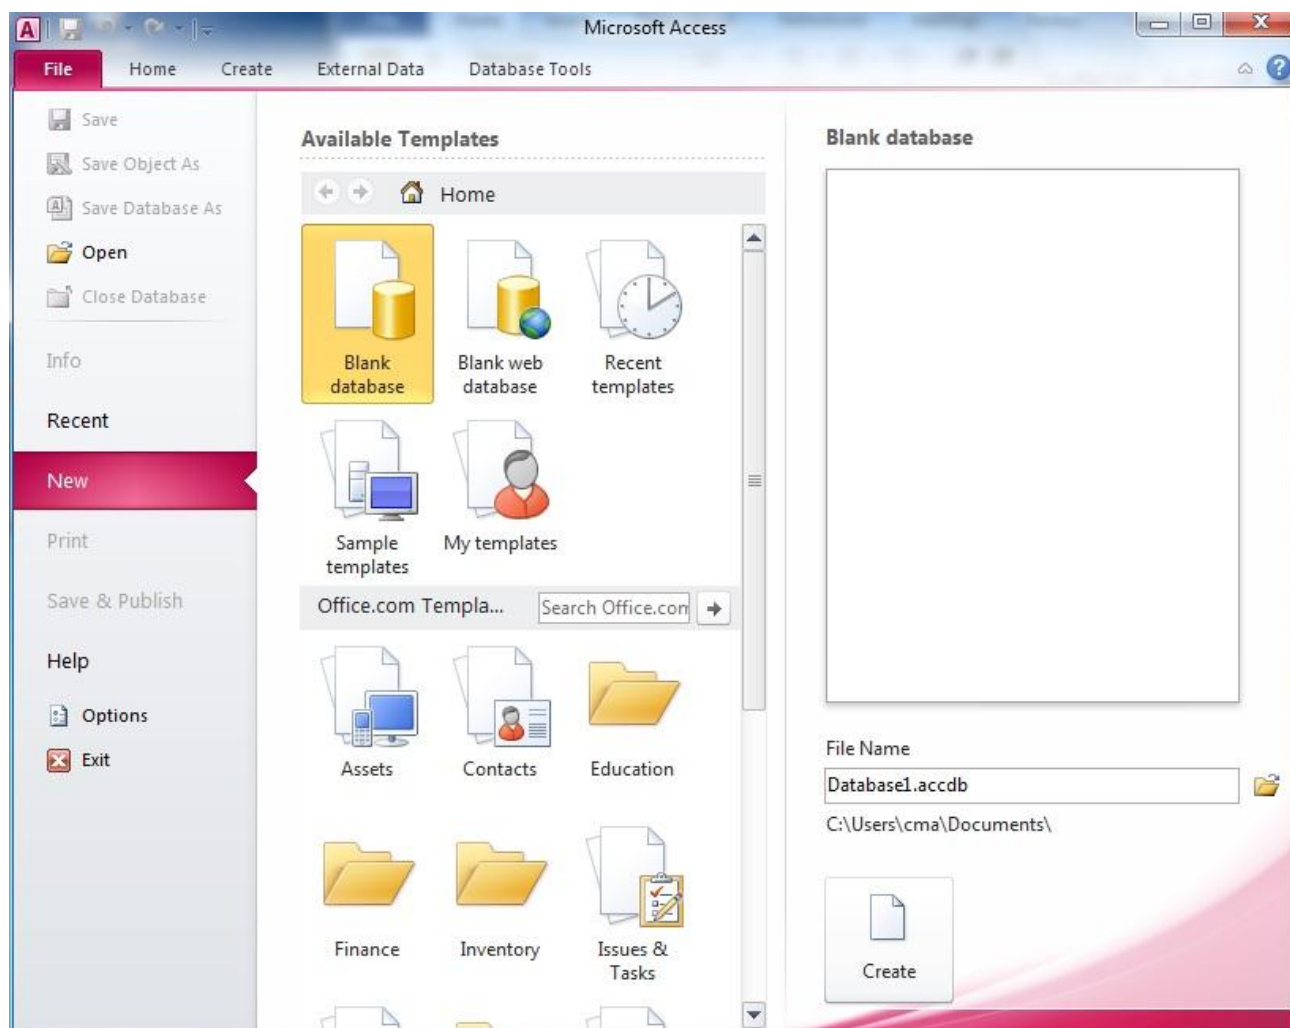 Microsoft Access
File Home Create External Data Database Tools
Save
Save Object As
Save Database As
Open
Close Database
Info
Recent
New
Print
Save & Publish
Help
Options
Exit
Available Templates
Home
Blank
database
Blank web
database
Recent
templates
Sample
templates
My templates
Office.com Templa...
Search Office.com
Assets
Contacts
Education
Finance
Inventory
Issues &
Tasks
Blank database
File Name
Database1.accdb
C:\Users\cma\Documents\
Create